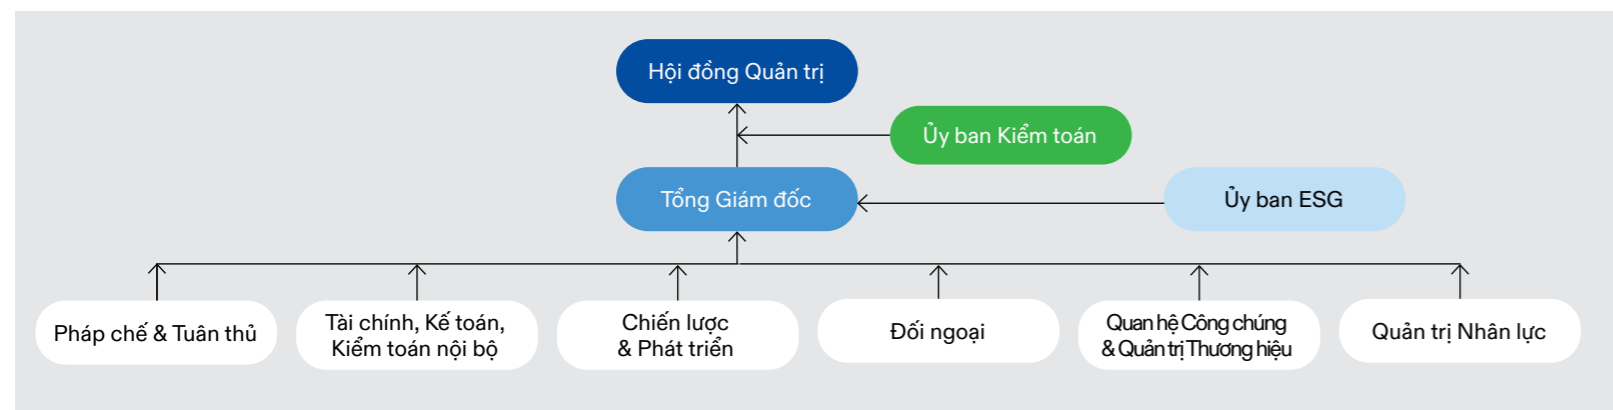 Hội đồng Quản trị
Ủy ban Kiểm toán
Tổng Giám đốc
Ủy ban ESG
Pháp chế & Tuân thủ
Tài chính, Kế toán,
Kiểm toán nội bộ
Chiến lược
& Phát triển
Đối ngoại
Quan hệ Công chúng
& Quản trị Thương hiệu
Quản trị Nhân lực